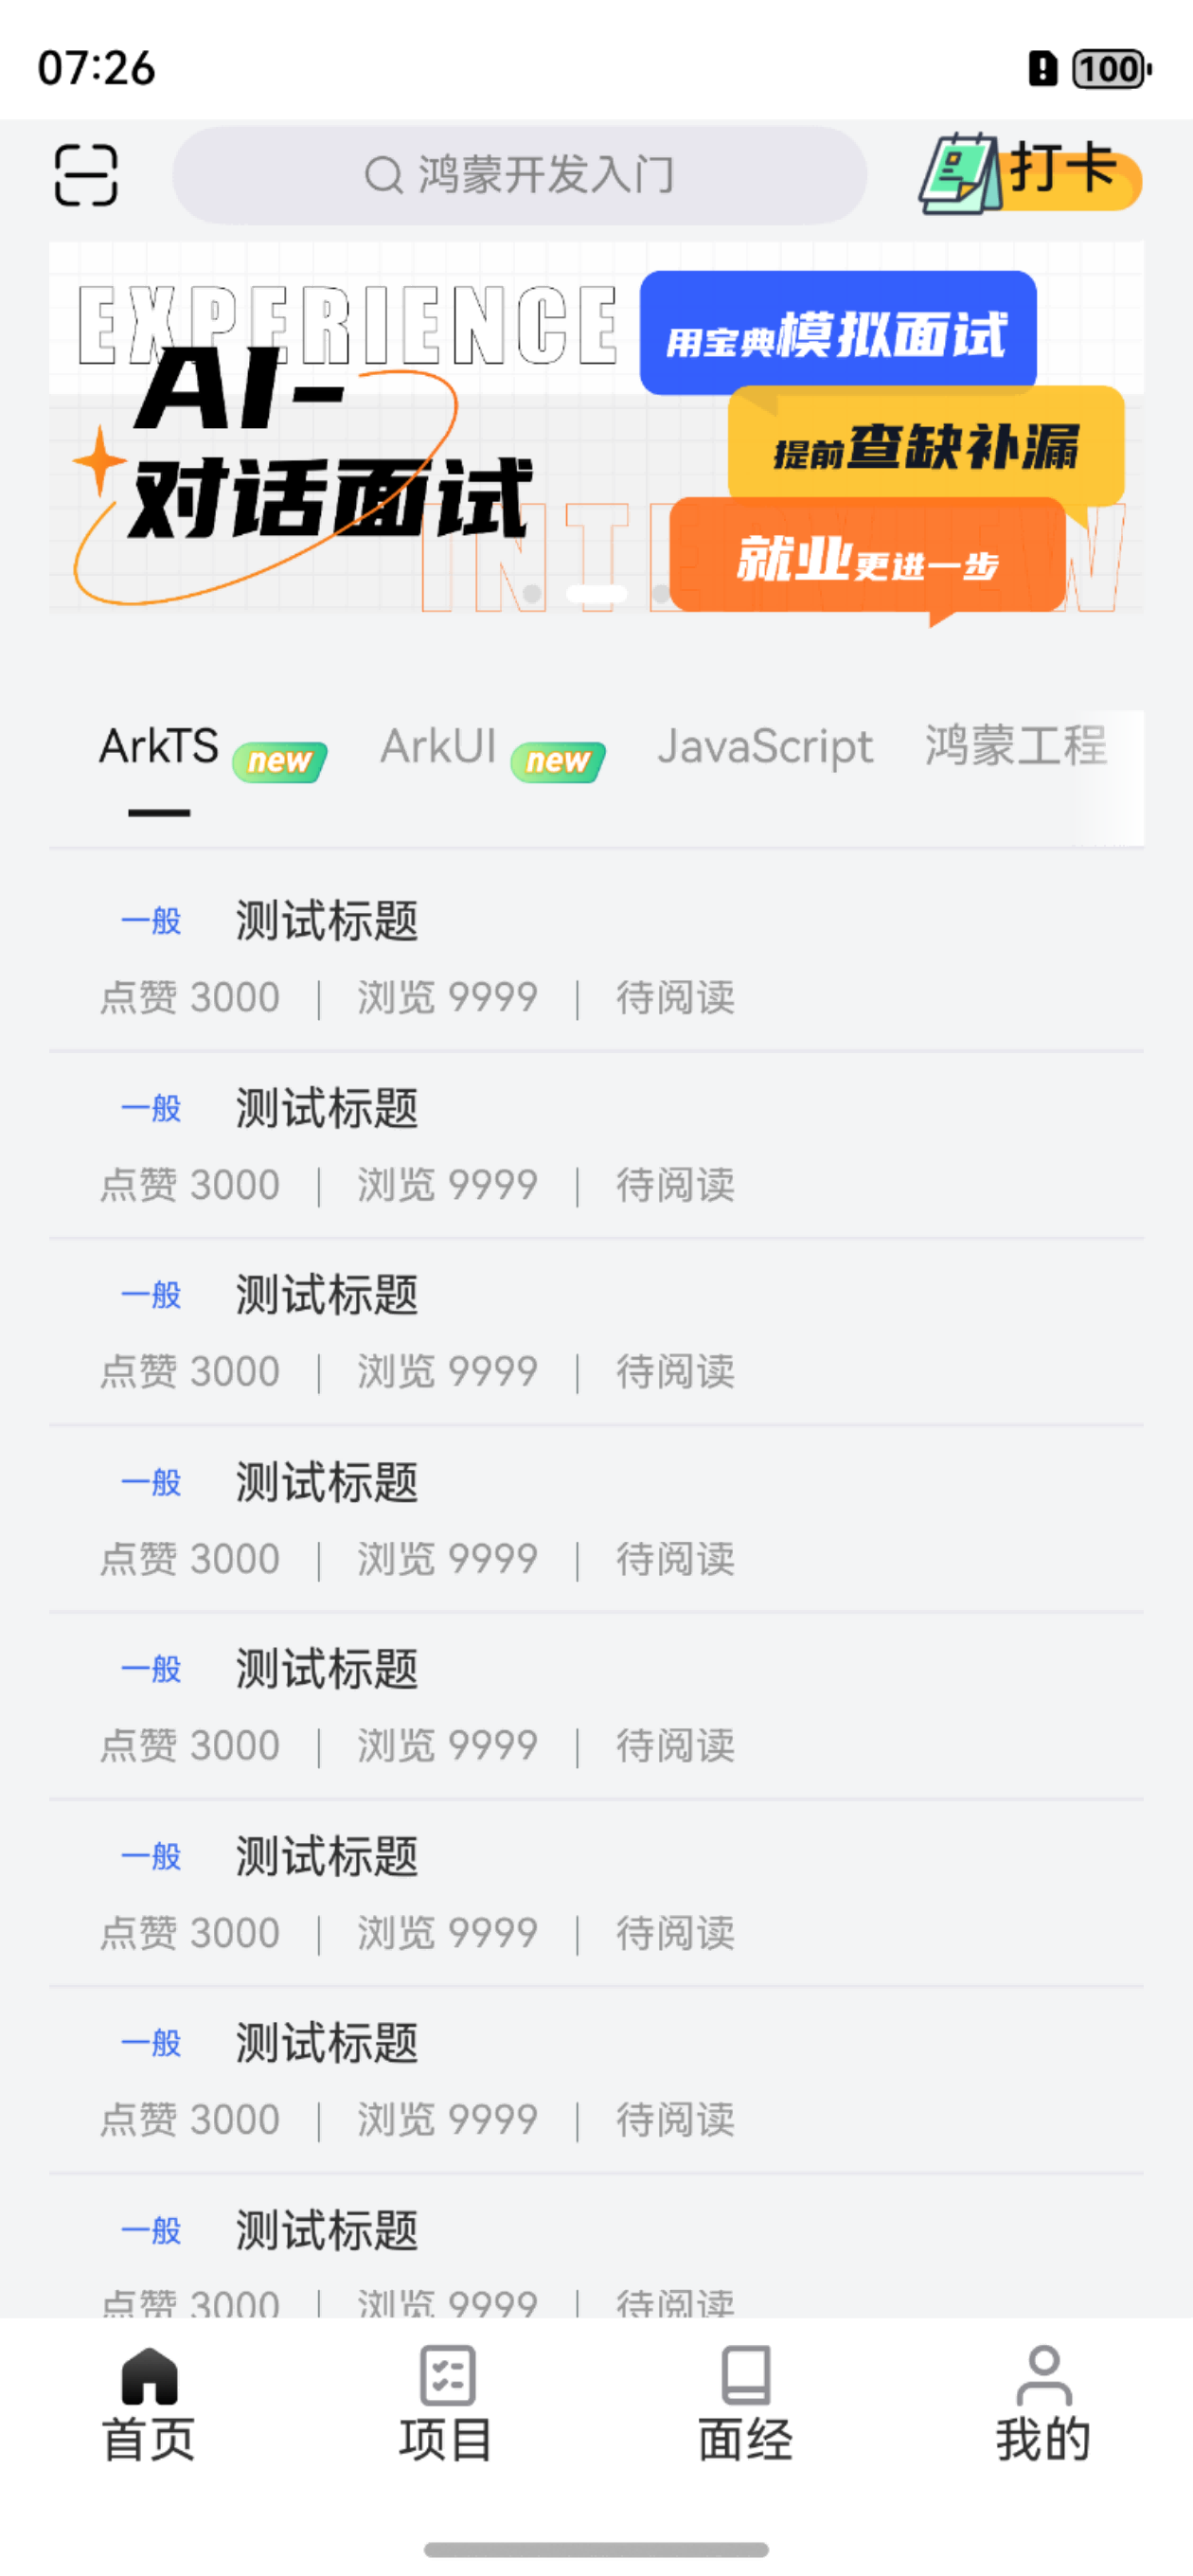 07:26
100
鸿蒙开发入门
打卡
EXPERIENCE
AI-
对话面试
用宝典模拟面试
提前查缺补漏
就业更进一步
INTERVIEW
ArkTS new ArkUI new JavaScript 鸿蒙工程
一般 测试标题
点赞 3000 | 浏览 9999 | 待阅读
一般 测试标题
点赞 3000 | 浏览 9999 | 待阅读
一般 测试标题
点赞 3000 | 浏览 9999 | 待阅读
一般 测试标题
点赞 3000 | 浏览 9999 | 待阅读
一般 测试标题
点赞 3000 | 浏览 9999 | 待阅读
一般 测试标题
点赞 3000 | 浏览 9999 | 待阅读
一般 测试标题
点赞 3000 | 浏览 9999 | 待阅读
一般 测试标题
点赞 3000 | 浏览 9999 | 待阅读
首页 项目 面经 我的